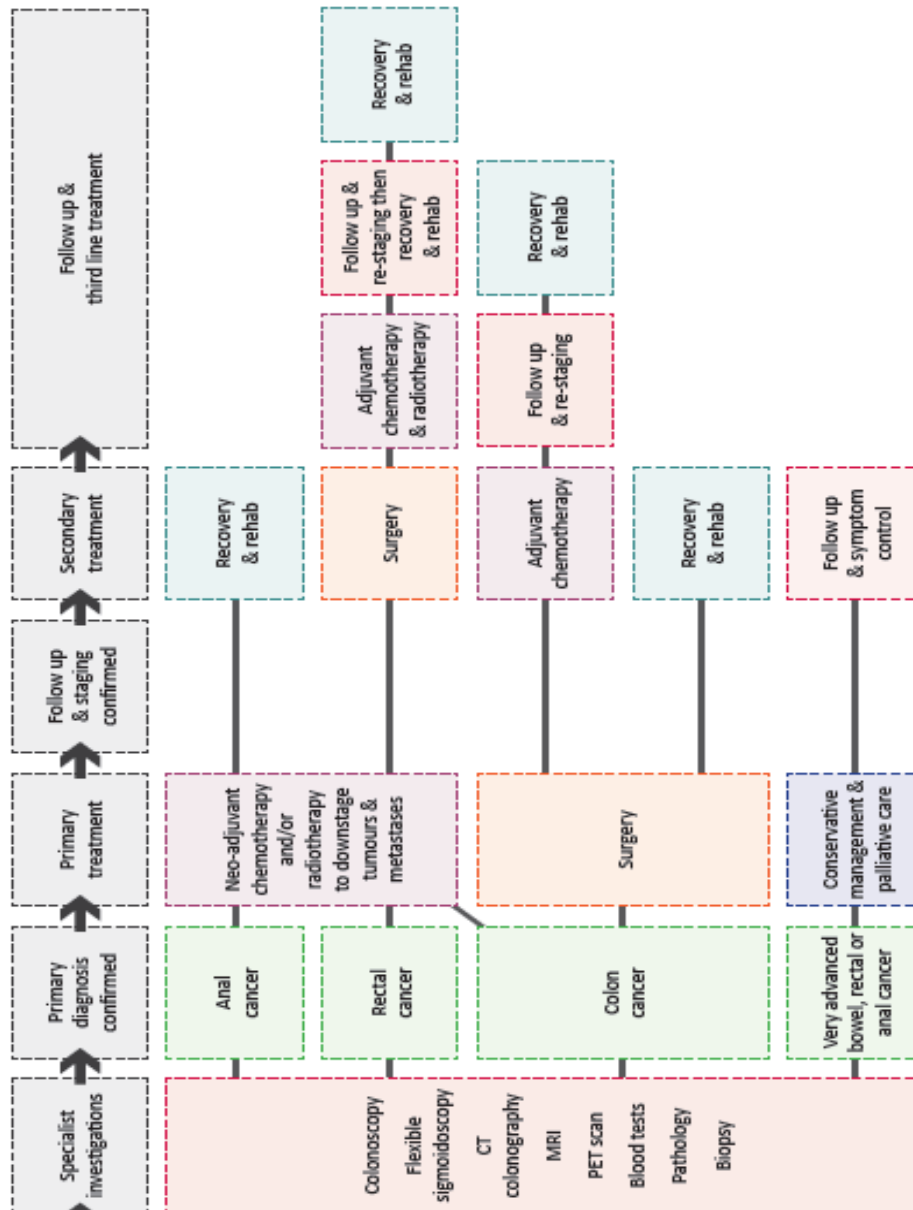 Specialist
investigations
Primary
diagnosis
confirmed
Primary
treatment
Follow up
& staging
confirmed
Secondary
treatment
Follow up &
third line treatment
Colonoscopy
Flexible
sigmoidoscopy
CT
colonography
MRI
PET scan
Blood tests
Pathology
Biopsy
Anal
cancer
Rectal
cancer
Colon
cancer
Very advanced
bowel, rectal or
anal cancer
Neo-adjuvant
chemotherapy
and/or
radiotherapy
to downstage
tumours &
metastases
Surgery
Conservative
management &
palliative care
Recovery
& rehab
Surgery
Adjuvant
chemotherapy
Recovery
& rehab
Follow up
& symptom
control
Adjuvant
chemotherapy
& radiotherapy
Follow up
& re-staging
Follow up &
re-staging then
recovery
& rehab
Recovery
& rehab
Recovery
& rehab